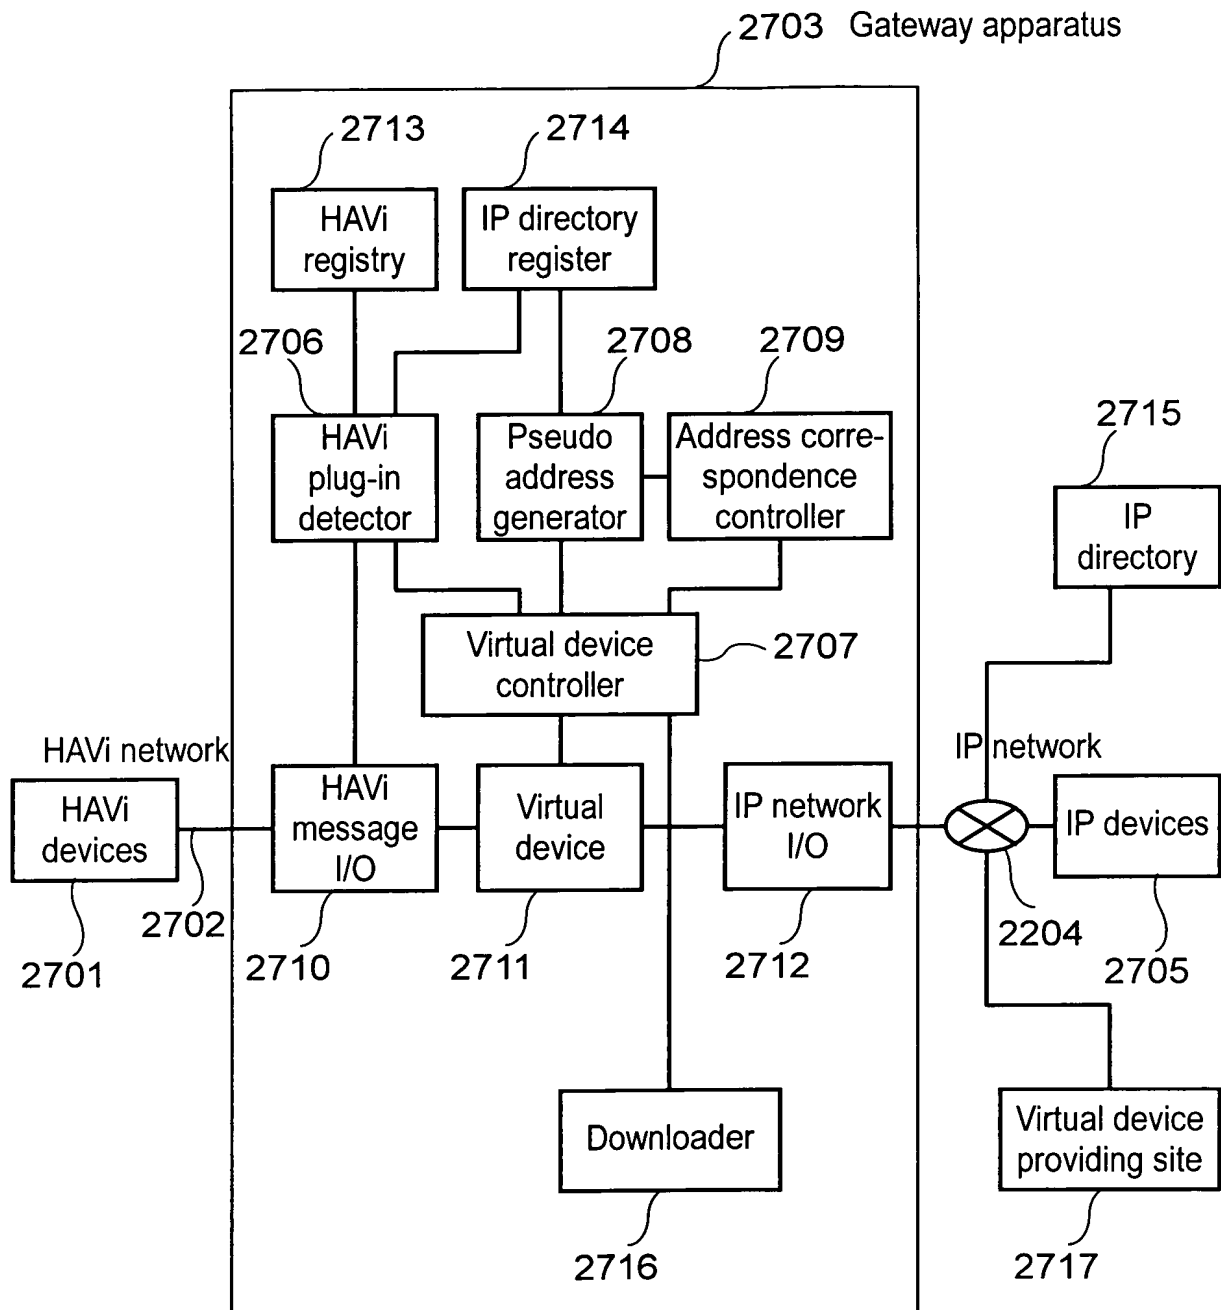 2703 Gateway apparatus
2713
2714
HAVi
registry
IP directory
register
2706
2708
2709
HAVi
plug-in
detector
Pseudo
address
generator
Address corre-
spondence
controller
2715
IP
directory
Virtual device
controller
2707
HAVi network
IP network
HAVi
devices
HAVi
message
I/O
Virtual
device
IP network
I/O
IP devices
2702
2701
2710
2711
2712
2204
2705
Downloader
Virtual device
providing site
2716
2717